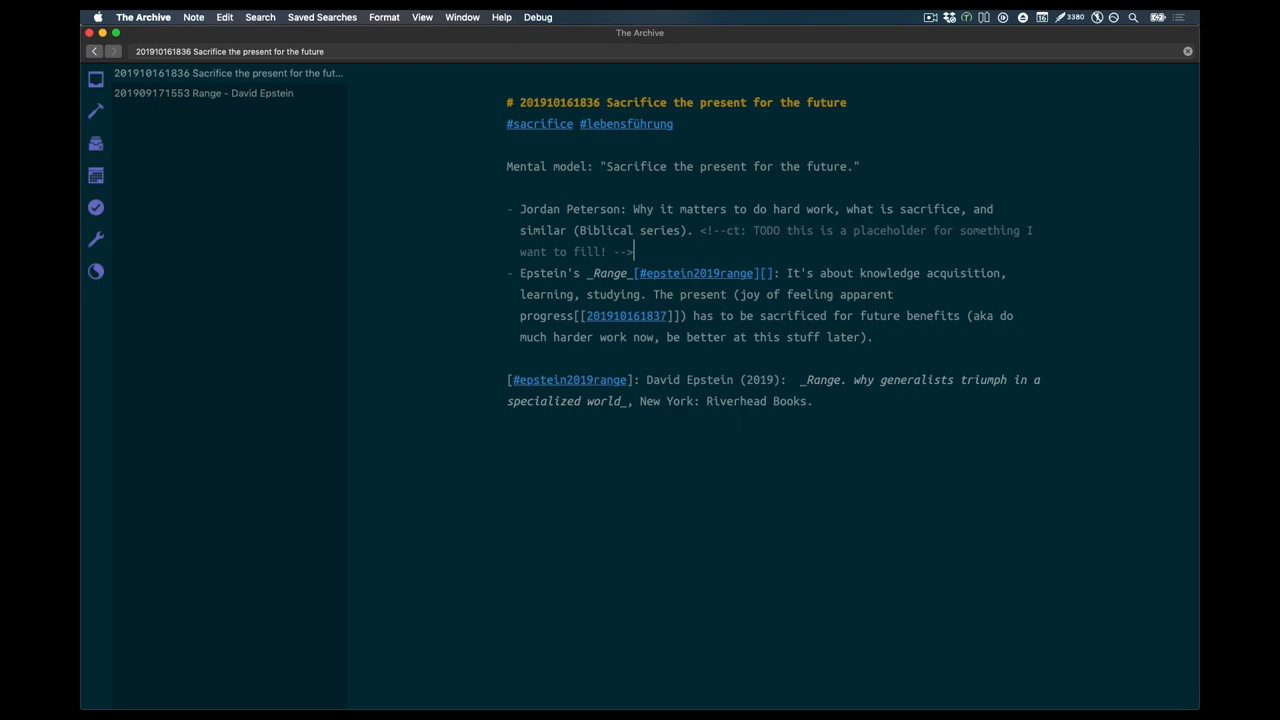 The Archive Note Edit Search Saved Searches Format View Window Help Debug 16 3380
The Archive
201910161836 Sacrifice the present for the future
201910161836 Sacrifice the present for the fut...
201909171553 Range - David Epstein
# 201910161836 Sacrifice the present for the future
#sacrifice #lebensführung
Mental model: "Sacrifice the present for the future."
- Jordan Peterson: Why it matters to do hard work, what is sacrifice, and
similar (Biblical series). <!--ct: TODO this is a placeholder for something I
want to fill! -->
- Epstein's _Range_[#epstein2019range][]: It's about knowledge acquisition,
learning, studying. The present (joy of feeling apparent
progress[[201910161837]]) has to be sacrificed for future benefits (aka do
much harder work now, be better at this stuff later).
[#epstein2019range]: David Epstein (2019):  _Range. why generalists triumph in a
specialized world_, New York: Riverhead Books.